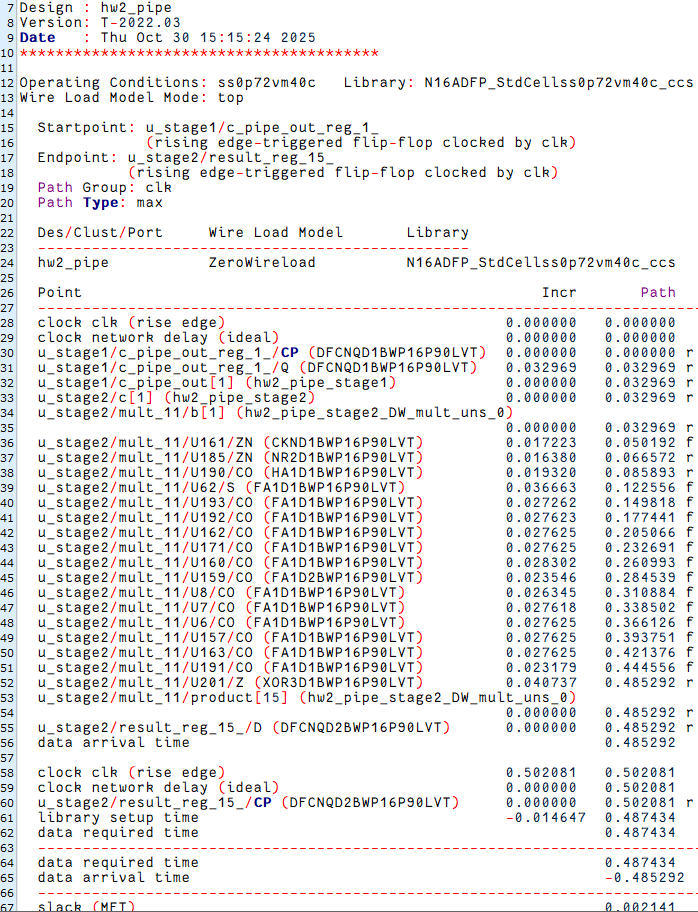 7 Design : hw2_pipe
8 Version: T-2022.03
9 Date   : Thu Oct 30 15:15:24 2025
10 ****************************************
11
12 Operating Conditions: ss0p72vm40c   Library: N16ADFP_StdCellss0p72vm40c_ccs
13 Wire Load Model Mode: top
14
15   Startpoint: u_stage1/c_pipe_out_reg_1_
16               (rising edge-triggered flip-flop clocked by clk)
17   Endpoint: u_stage2/result_reg_15_
18             (rising edge-triggered flip-flop clocked by clk)
19   Path Group: clk
20   Path Type: max
21
22   Des/Clust/Port     Wire Load Model       Library
23   ------------------------------------------------
24   hw2_pipe           ZeroWireload          N16ADFP_StdCellss0p72vm40c_ccs
25
26   Point                                                   Incr       Path
27   --------------------------------------------------------------------------
28   clock clk (rise edge)                               0.000000   0.000000
29   clock network delay (ideal)                         0.000000   0.000000
30   u_stage1/c_pipe_out_reg_1_/CP (DFCNQD1BWP16P90LVT)  0.000000   0.000000 r
31   u_stage1/c_pipe_out_reg_1_/Q (DFCNQD1BWP16P90LVT)   0.032969   0.032969 r
32   u_stage1/c_pipe_out[1] (hw2_pipe_stage1)            0.000000   0.032969 r
33   u_stage2/c[1] (hw2_pipe_stage2)                     0.000000   0.032969 r
34   u_stage2/mult_11/b[1] (hw2_pipe_stage2_DW_mult_uns_0)
35                                                       0.000000   0.032969 r
36   u_stage2/mult_11/U161/ZN (CKND1BWP16P90LVT)         0.017223   0.050192 f
37   u_stage2/mult_11/U185/ZN (NR2D1BWP16P90LVT)         0.016380   0.066572 r
38   u_stage2/mult_11/U190/CO (HA1D1BWP16P90LVT)         0.019320   0.085893 r
39   u_stage2/mult_11/U62/S (FA1D1BWP16P90LVT)           0.036663   0.122556 f
40   u_stage2/mult_11/U193/CO (FA1D1BWP16P90LVT)         0.027262   0.149818 f
41   u_stage2/mult_11/U192/CO (FA1D1BWP16P90LVT)         0.027623   0.177441 f
42   u_stage2/mult_11/U162/CO (FA1D1BWP16P90LVT)         0.027625   0.205066 f
43   u_stage2/mult_11/U171/CO (FA1D1BWP16P90LVT)         0.027625   0.232691 f
44   u_stage2/mult_11/U160/CO (FA1D1BWP16P90LVT)         0.028302   0.260993 f
45   u_stage2/mult_11/U159/CO (FA1D2BWP16P90LVT)         0.023546   0.284539 f
46   u_stage2/mult_11/U8/CO (FA1D1BWP16P90LVT)           0.026345   0.310884 f
47   u_stage2/mult_11/U7/CO (FA1D1BWP16P90LVT)           0.027618   0.338502 f
48   u_stage2/mult_11/U6/CO (FA1D1BWP16P90LVT)           0.027625   0.366126 f
49   u_stage2/mult_11/U157/CO (FA1D1BWP16P90LVT)         0.027625   0.393751 f
50   u_stage2/mult_11/U163/CO (FA1D1BWP16P90LVT)         0.027625   0.421376 f
51   u_stage2/mult_11/U191/CO (FA1D1BWP16P90LVT)         0.023179   0.444556 f
52   u_stage2/mult_11/U201/Z (XOR3D1BWP16P90LVT)         0.040737   0.485292 r
53   u_stage2/mult_11/product[15] (hw2_pipe_stage2_DW_mult_uns_0)
54                                                       0.000000   0.485292 r
55   u_stage2/result_reg_15_/D (DFCNQD2BWP16P90LVT)      0.000000   0.485292 r
56   data arrival time                                              0.485292
57
58   clock clk (rise edge)                               0.502081   0.502081
59   clock network delay (ideal)                         0.000000   0.502081
60   u_stage2/result_reg_15_/CP (DFCNQD2BWP16P90LVT)     0.000000   0.502081 r
61   library setup time                                 -0.014647   0.487434
62   data required time                                             0.487434
63   --------------------------------------------------------------------------
64   data required time                                             0.487434
65   data arrival time                                             -0.485292
66   --------------------------------------------------------------------------
67   slack (MET)                                                    0.002141